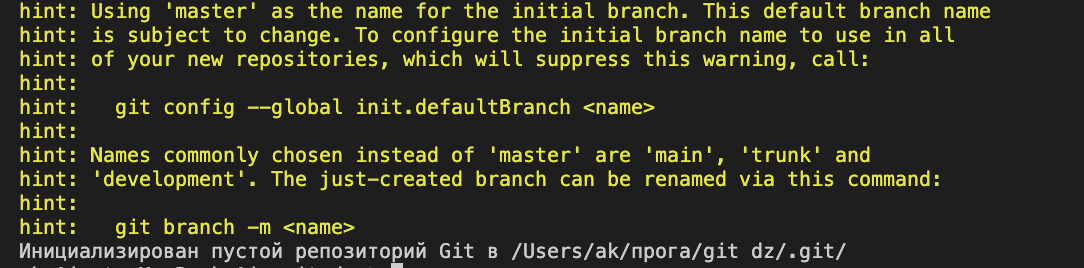 hint: Using 'master' as the name for the initial branch. This default branch name
hint: is subject to change. To configure the initial branch name to use in all
hint: of your new repositories, which will suppress this warning, call:
hint:
hint:   git config --global init.defaultBranch <name>
hint:
hint: Names commonly chosen instead of 'master' are 'main', 'trunk' and
hint: 'development'. The just-created branch can be renamed via this command:
hint:
hint:   git branch -m <name>
Инициализирован пустой репозиторий Git в /Users/ak/прога/git dz/.git/